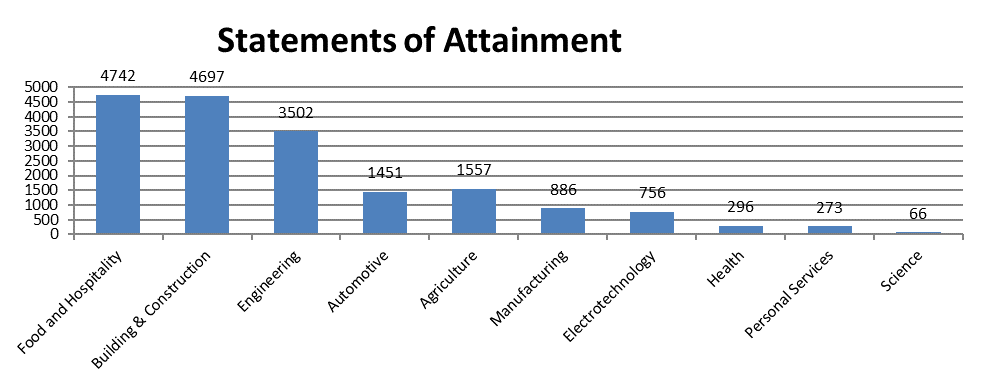 Statements of Attainment
4742
4697
3502
1451
1557
886
756
296
273
66
5000
4500
4000
3500
3000
2500
2000
1500
1000
500
0
Food and Hospitality
Building & Construction
Engineering
Automotive
Agriculture
Manufacturing
Electrotechnology
Health
Personal Services
Science